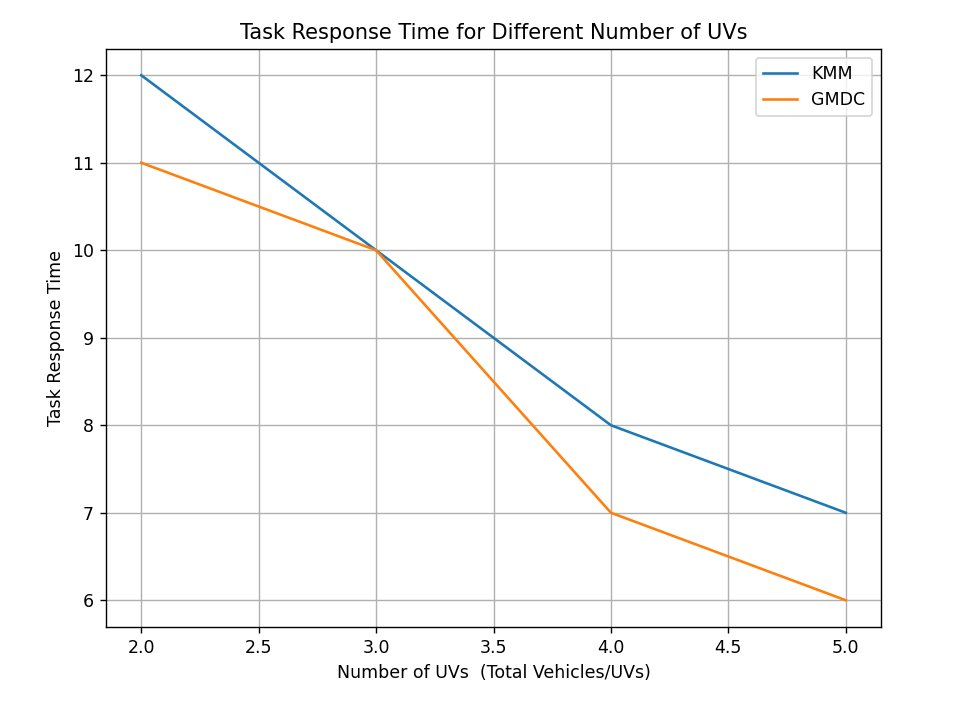 Task Response Time for Different Number of UVs
KMM
GMDC
Task Response Time
12
11
10
9
8
7
6
2.0 2.5 3.0 3.5 4.0 4.5 5.0
Number of UVs  (Total Vehicles/UVs)